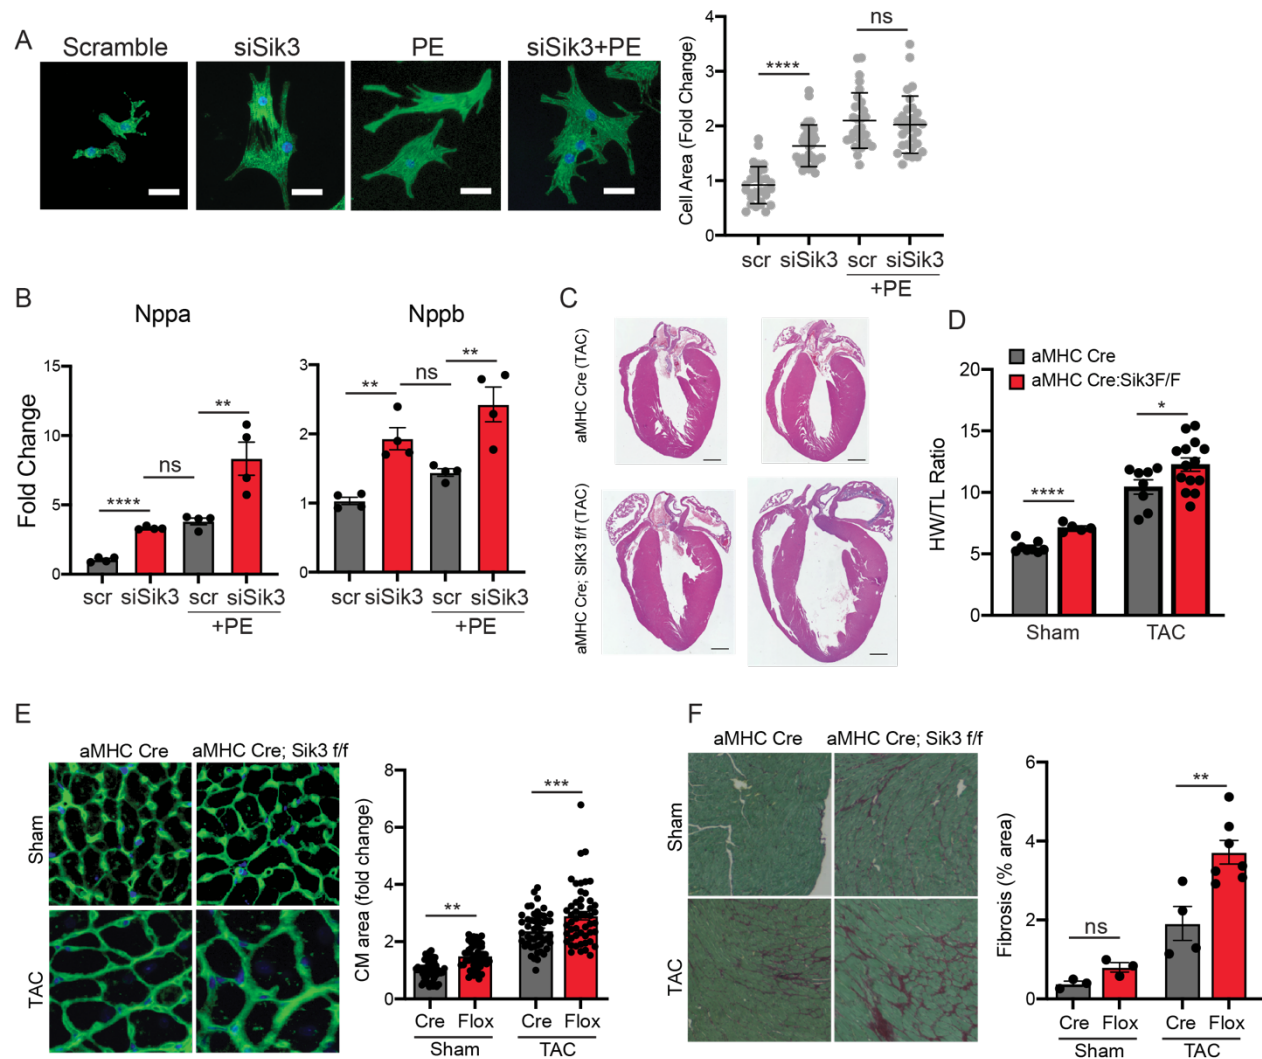 A
Scramble siSik3 PE siSik3+PE
Cell Area (Fold Change)
4
3
2
1
0
****
ns
scr siSik3 scr siSik3
+PE
B
Nppa
Fold Change
15
10
5
0
****
ns
**
scr siSik3 scr siSik3
+PE
Nppb
3
2
1
0
**
ns
**
scr siSik3 scr siSik3
+PE
C
aMHC Cre (TAC)
aMHC Cre; SIK3 f/f (TAC)
D
aMHC Cre
aMHC Cre:Sik3F/F
HW/TL Ratio
20
15
10
5
0
****
*
Sham TAC
E
aMHC Cre aMHC Cre; Sik3 f/f
Sham
TAC
CM area (fold change)
8
6
4
2
0
**
***
Cre Flox Cre Flox
Sham TAC
F
aMHC Cre aMHC Cre; Sik3 f/f
Sham
TAC
Fibrosis (% area)
6
4
2
0
ns
**
Cre Flox Cre Flox
Sham TAC